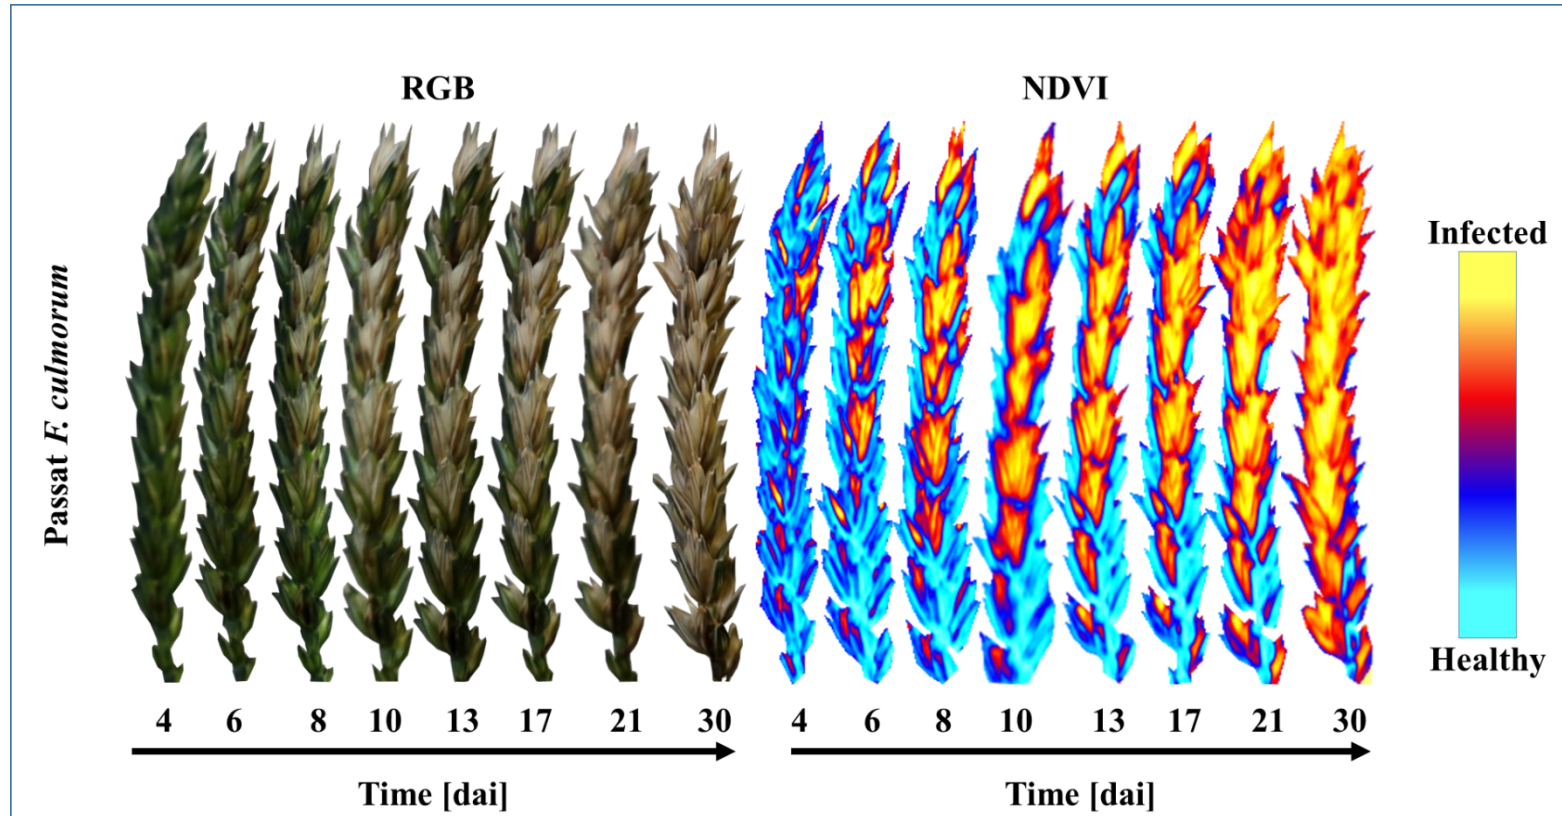 RGB
NDVI
Infected
Healthy
Passat F. culmorum
4 6 8 10 13 17 21 30
4 6 8 10 13 17 21 30
Time [dai]
Time [dai]